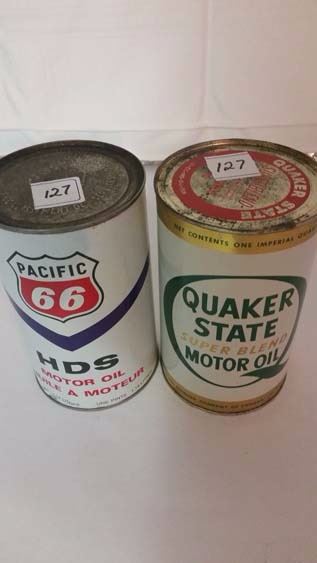 127
PACIFIC
66
HDS
MOTOR OIL
HUILE À MOTEUR
127
QUAKER STATE
NET CONTENTS ONE IMPERIAL
QUAKER
STATE
SUPER BLEND
MOTOR OIL